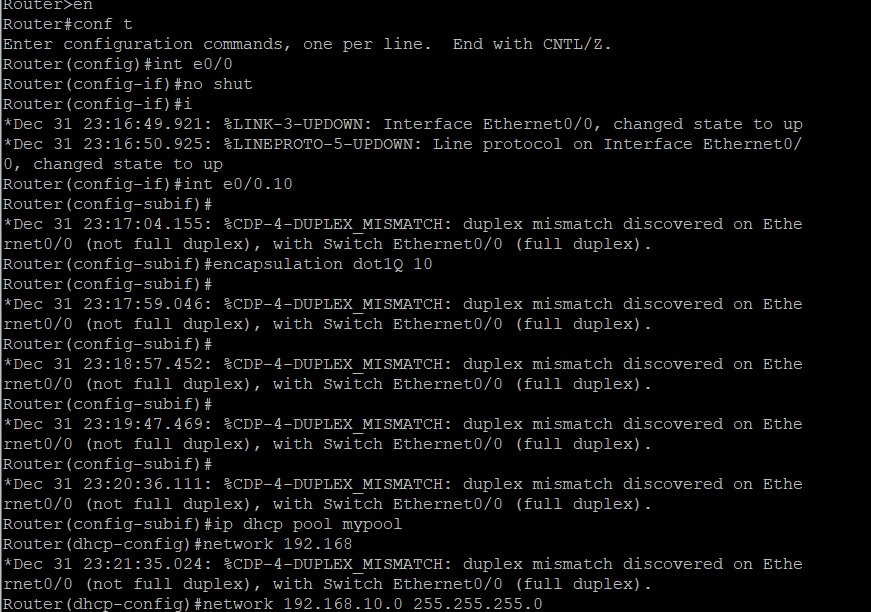 Router>en
Router#conf t
Enter configuration commands, one per line.  End with CNTL/Z.
Router(config)#int e0/0
Router(config-if)#no shut
Router(config-if)#i
*Dec 31 23:16:49.921: %LINK-3-UPDOWN: Interface Ethernet0/0, changed state to up
*Dec 31 23:16:50.925: %LINEPROTO-5-UPDOWN: Line protocol on Interface Ethernet0/
0, changed state to up
Router(config-if)#int e0/0.10
Router(config-subif)#
*Dec 31 23:17:04.155: %CDP-4-DUPLEX_MISMATCH: duplex mismatch discovered on Ethe
rnet0/0 (not full duplex), with Switch Ethernet0/0 (full duplex).
Router(config-subif)#encapsulation dot1Q 10
Router(config-subif)#
*Dec 31 23:17:59.046: %CDP-4-DUPLEX_MISMATCH: duplex mismatch discovered on Ethe
rnet0/0 (not full duplex), with Switch Ethernet0/0 (full duplex).
Router(config-subif)#
*Dec 31 23:18:57.452: %CDP-4-DUPLEX_MISMATCH: duplex mismatch discovered on Ethe
rnet0/0 (not full duplex), with Switch Ethernet0/0 (full duplex).
Router(config-subif)#
*Dec 31 23:19:47.469: %CDP-4-DUPLEX_MISMATCH: duplex mismatch discovered on Ethe
rnet0/0 (not full duplex), with Switch Ethernet0/0 (full duplex).
Router(config-subif)#
*Dec 31 23:20:36.111: %CDP-4-DUPLEX_MISMATCH: duplex mismatch discovered on Ethe
rnet0/0 (not full duplex), with Switch Ethernet0/0 (full duplex).
Router(config-subif)#ip dhcp pool mypool
Router(dhcp-config)#network 192.168
*Dec 31 23:21:35.024: %CDP-4-DUPLEX_MISMATCH: duplex mismatch discovered on Ethe
rnet0/0 (not full duplex), with Switch Ethernet0/0 (full duplex).
Router(dhcp-config)#network 192.168.10.0 255.255.255.0